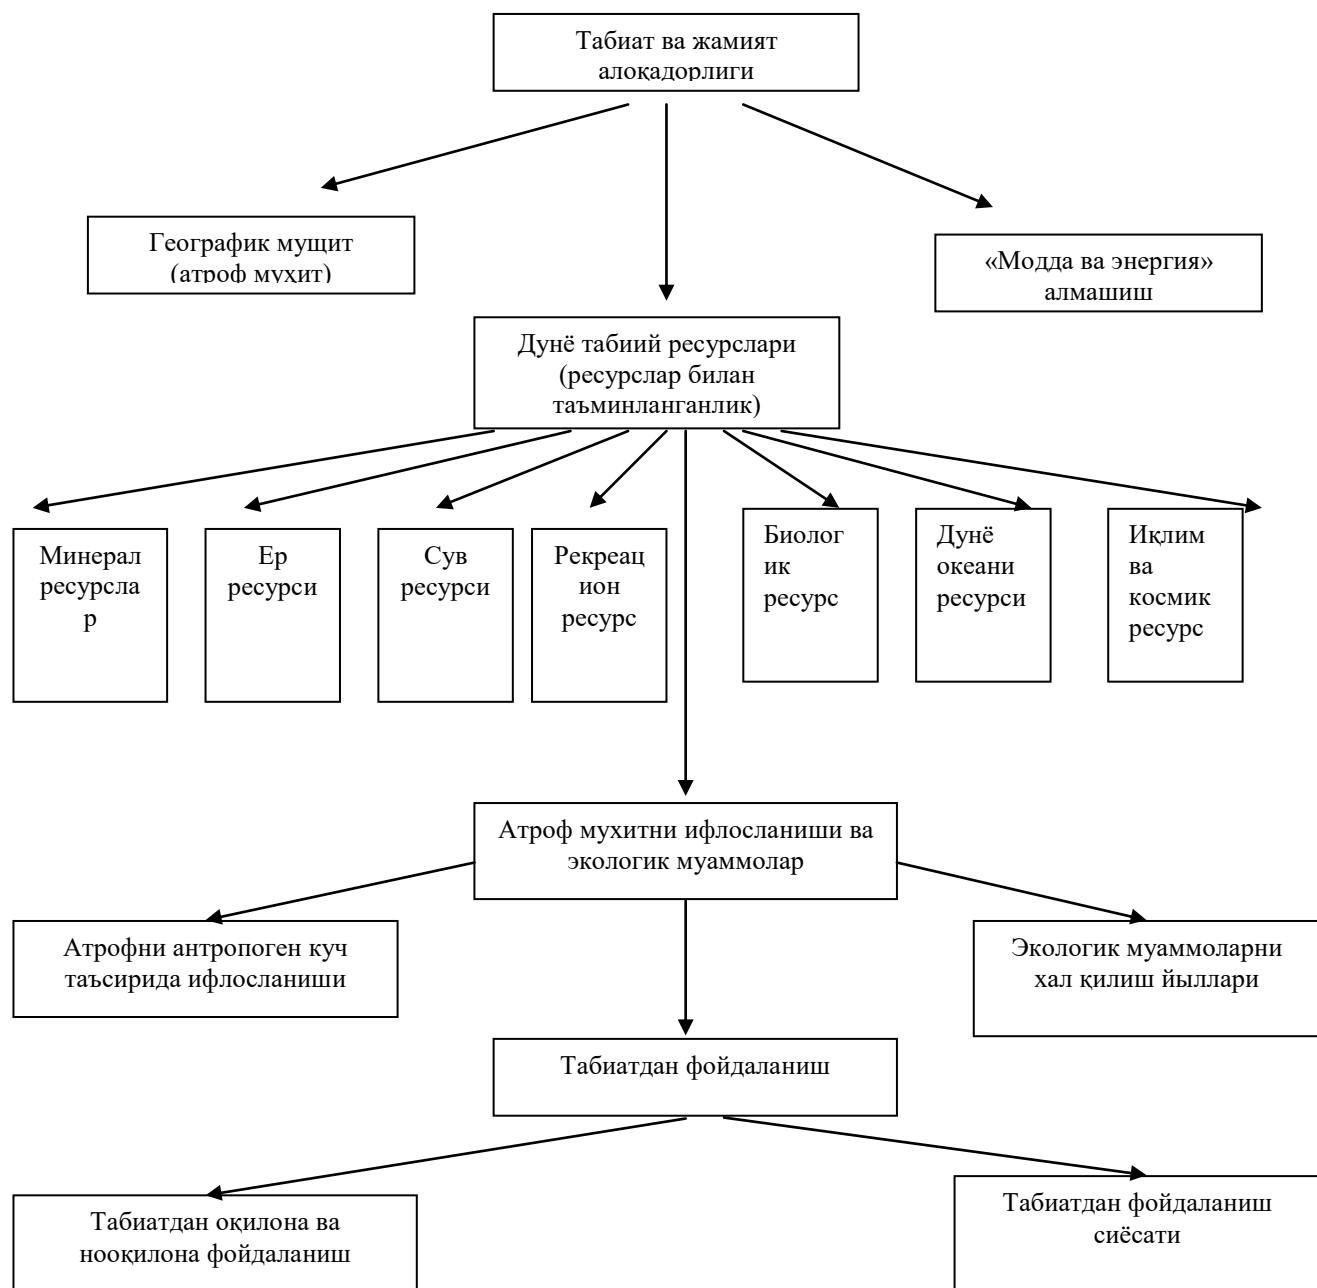 Табиат ва жамият
алоқадорлиги
Географик мущит
(атроф муҳит)
«Модда ва энергия»
алмашиш
Дунё табиий ресурслари
(ресурслар билан
таъминланганлик)
Минерал
ресурсла
р
Ер
ресурси
Сув
ресурси
Рекреац
ион
ресурс
Биолог
ик
ресурс
Дунё
океани
ресурси
Иқлим
ва
космик
ресурс
Атроф мухитни ифлосланиши ва
экологик муаммолар
Атрофни антропоген куч
таъсирида ифлосланиши
Экологик муаммоларни
хал қилиш йыллари
Табиатдан фойдаланиш
Табиатдан оқилона ва
нооқилона фойдаланиш
Табиатдан фойдаланиш
сиёсати